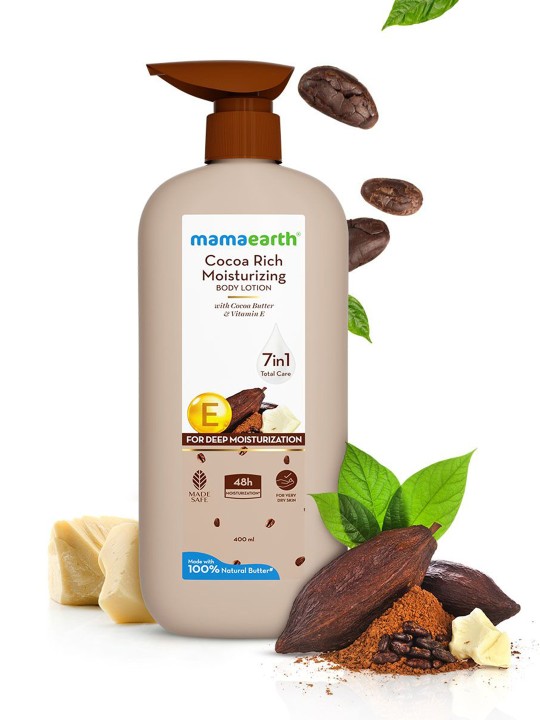 mamaearth®
Cocoa Rich
Moisturizing
BODY LOTION
with Cocoa Butter
& Vitamin E
7in1
Total Care
E
FOR DEEP MOISTURIZATION
MADE
SAFE
48h
MOISTURIZATION*
FOR VERY
DRY SKIN
400 ml
Made with
100% Natural Butter#